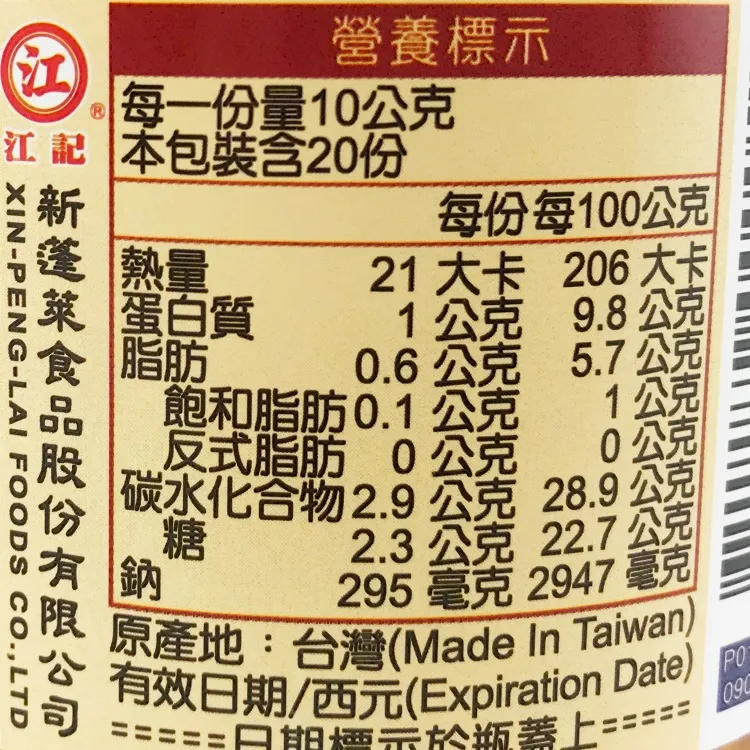 江
®
江記
新蓬萊食品股份有限公司
XIN-PENG-LAI FOODS CO.,LTD
營養標示
每一份量10公克
本包裝含20份
每份 每100公克
熱量 21 大卡 206 大卡
蛋白質 1 公克 9.8 公克
脂肪 0.6 公克 5.7 公克
飽和脂肪 0.1 公克 1 公克
反式脂肪 0 公克 0 公克
碳水化合物 2.9 公克 28.9 公克
糖 2.3 公克 22.7 公克
鈉 295 毫克 2947 毫克
原產地：台灣(Made In Taiwan)
有效日期/西元(Expiration Date)
=====日期標示於瓶蓋上=====